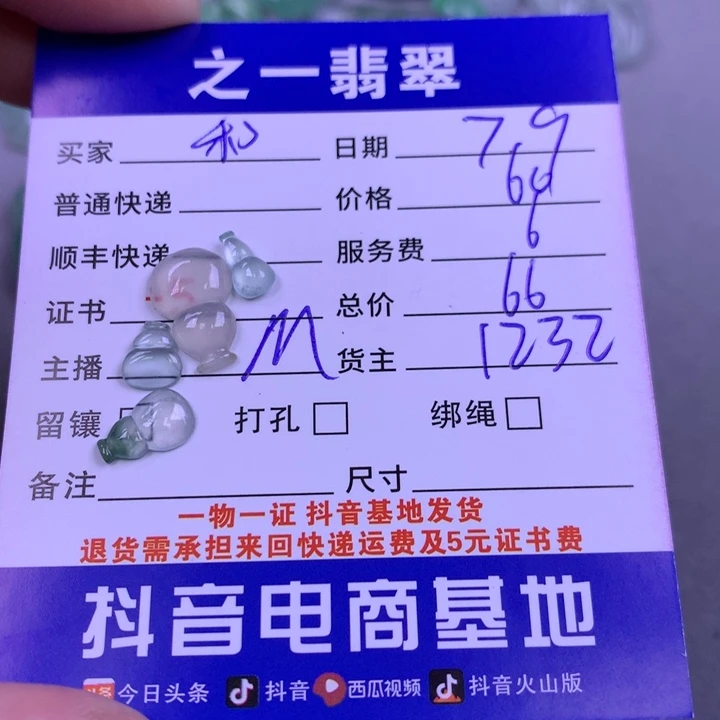 之一翡翠
买家 和 日期 7.9
普通快递 价格 60
顺丰快递 服务费 6
证书 总价 66
主播 M 货主 1232
留镶 打孔 绑绳
备注 尺寸
一物一证 抖音基地发货
退货需承担来回快递运费及5元证书费
抖音电商基地
头条 今日头条 抖音 西瓜视频 抖音火山版